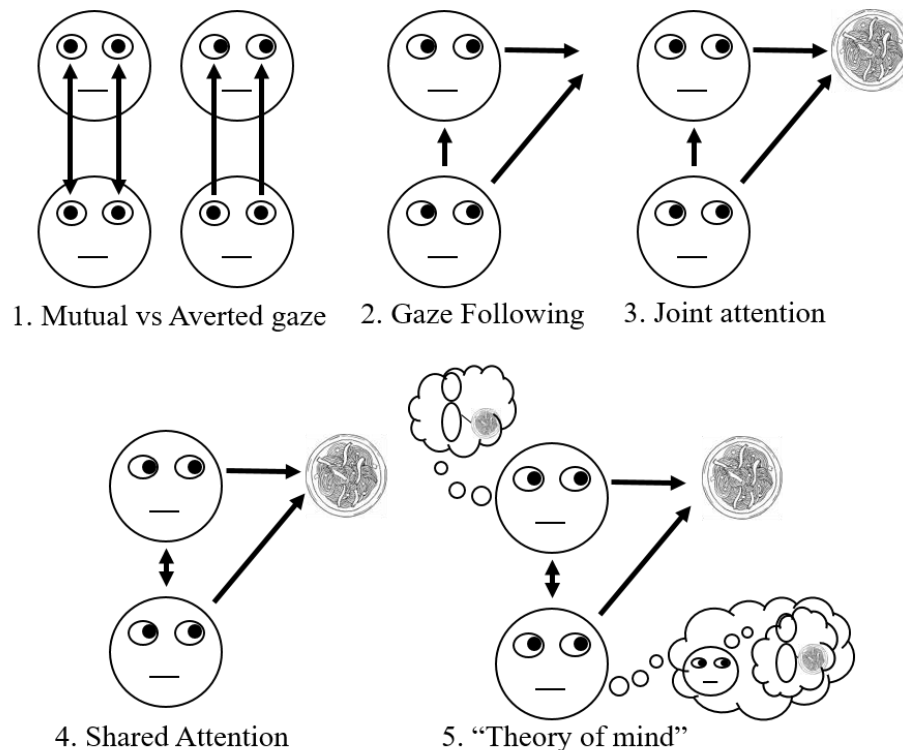 1. Mutual vs Averted gaze
2. Gaze Following
3. Joint attention
4. Shared Attention
5. “Theory of mind”